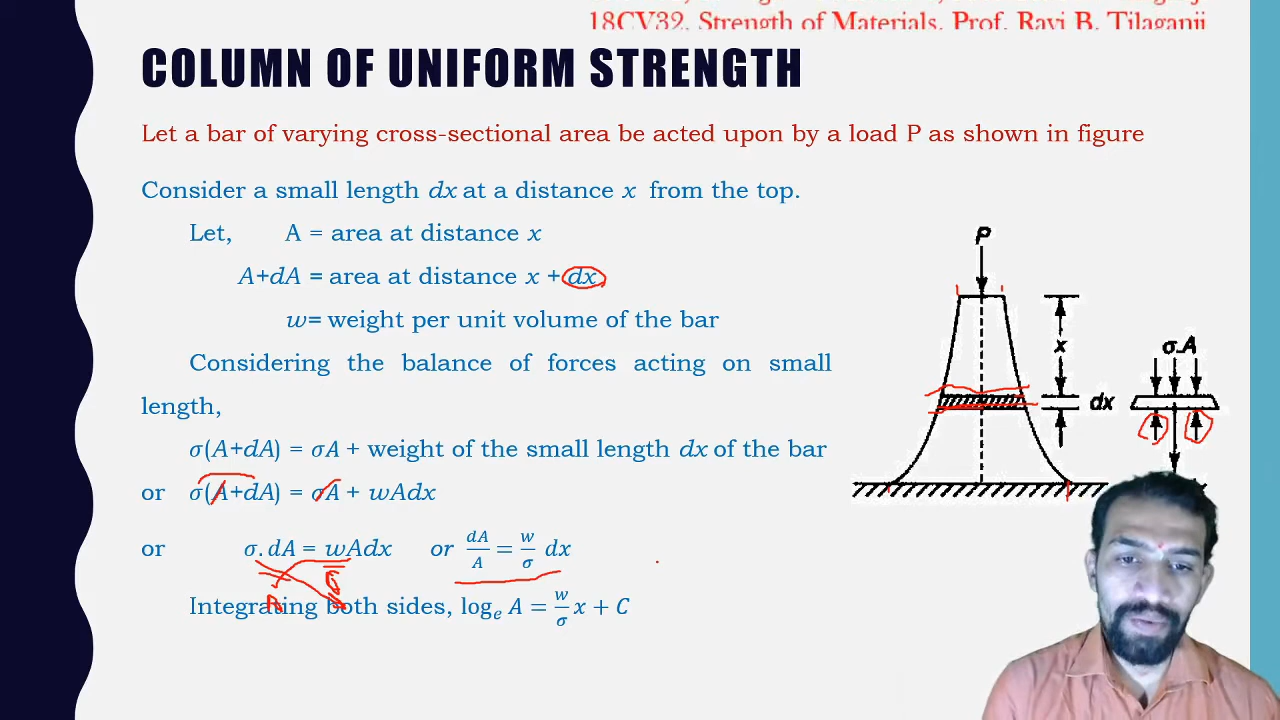 18CV32, Strength of Materials, Prof. Ravi B. Tilaganji
COLUMN OF UNIFORM STRENGTH
Let a bar of varying cross-sectional area be acted upon by a load P as shown in figure
Consider a small length dx at a distance x from the top.
Let, A = area at distance x
A+dA = area at distance x + dx,
w= weight per unit volume of the bar
Considering the balance of forces acting on small
length,
σ(A+dA) = σA + weight of the small length dx of the bar
or σ(A+dA) = σA + wAdx
or σ.dA = wAdx or dA/A = w/σ dx
Integrating both sides, logₑ A = w/σ x + C
P
x
dx
σ.A